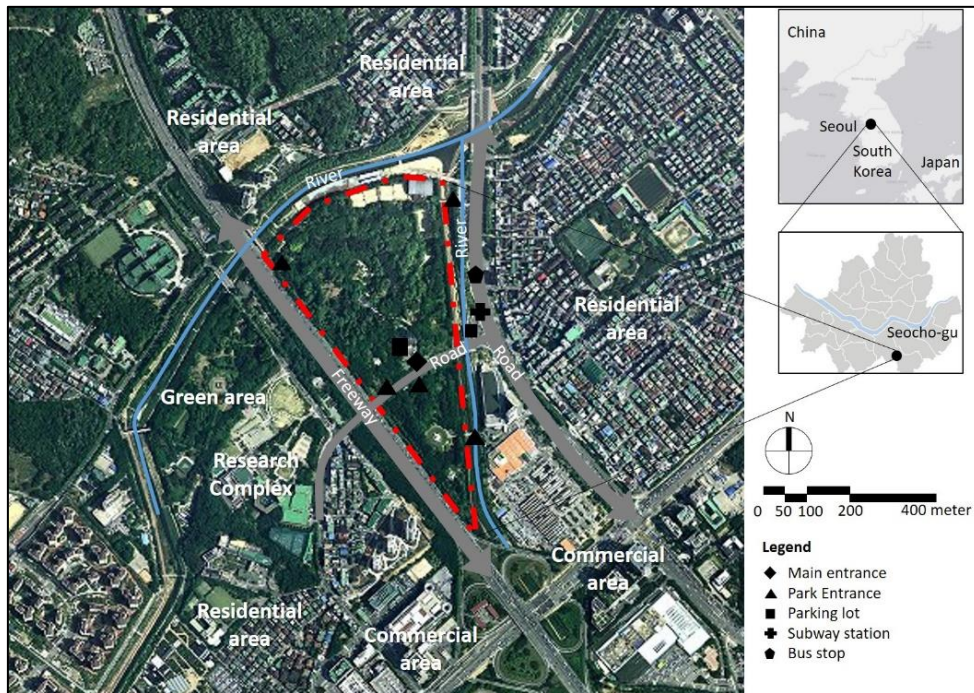 Residential
area
Residential
area
River
River
Residential
area
Road
Road
Freeway
Green area
Research
Complex
Commercial
area
Residential
area
Commercial
area
China
Seoul
South
Korea
Japan
Seocho-gu
N
0 50 100 200 400 meter
Legend
Main entrance
Park Entrance
Parking lot
Subway station
Bus stop